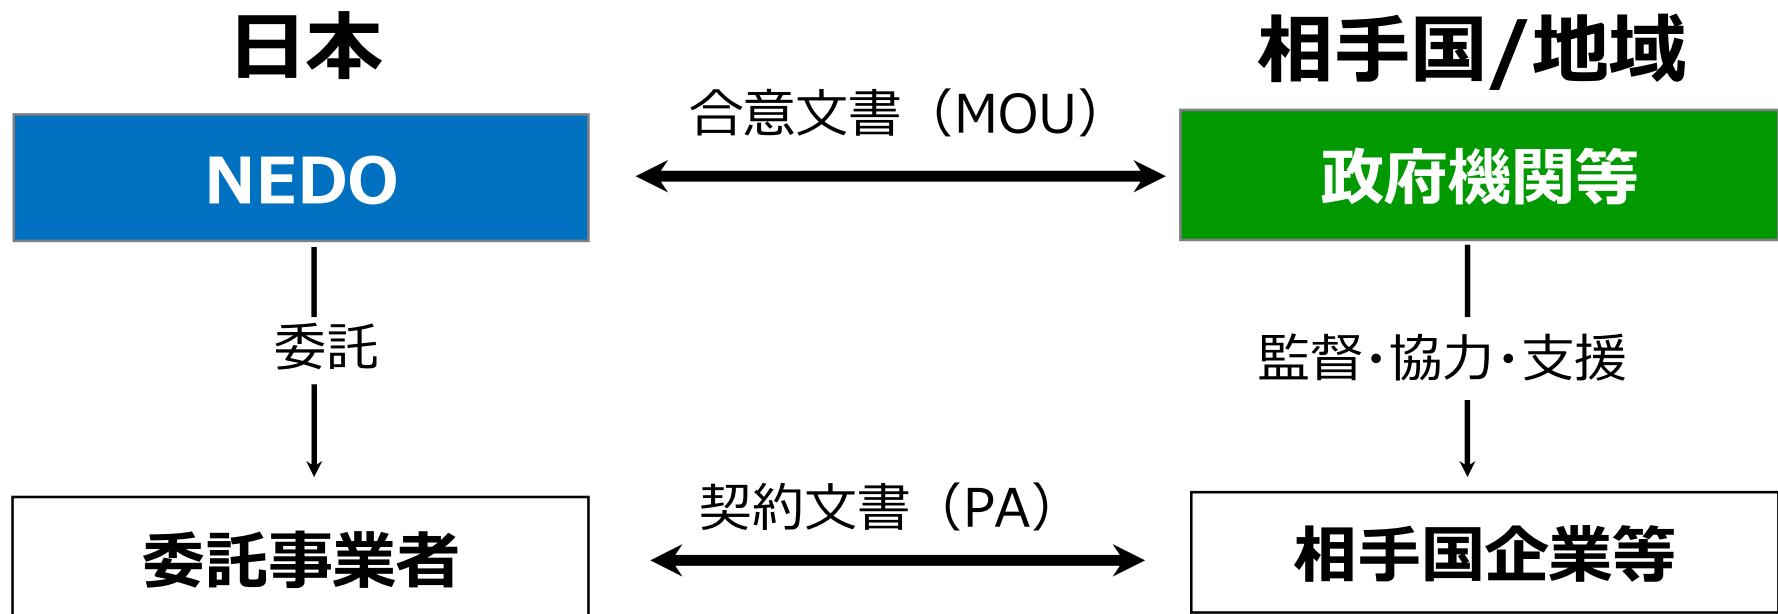 日本
相手国/地域
合意文書（MOU）
NEDO
政府機関等
委託
監督・協力・支援
契約文書（PA）
委託事業者
相手国企業等